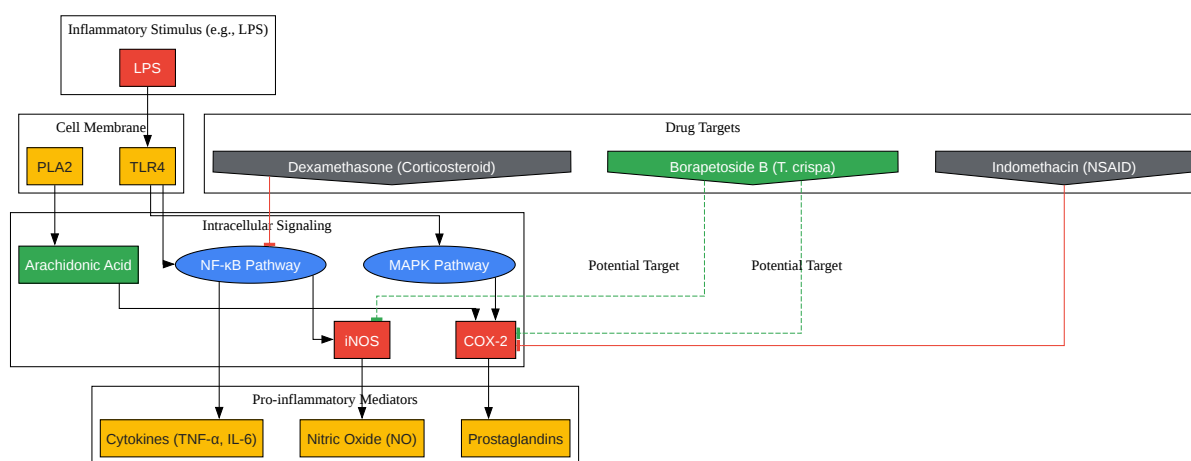 Inflammatory Stimulus (e.g., LPS)
LPS
Cell Membrane
Drug Targets
PLA2
TLR4
Dexamethasone (Corticosteroid)
Borapetoside B (T. crispa)
Indomethacin (NSAID)
Intracellular Signaling
Arachidonic Acid
NF-κB Pathway
MAPK Pathway
Potential Target
Potential Target
iNOS
COX-2
Pro-inflammatory Mediators
Cytokines (TNF-α, IL-6)
Nitric Oxide (NO)
Prostaglandins